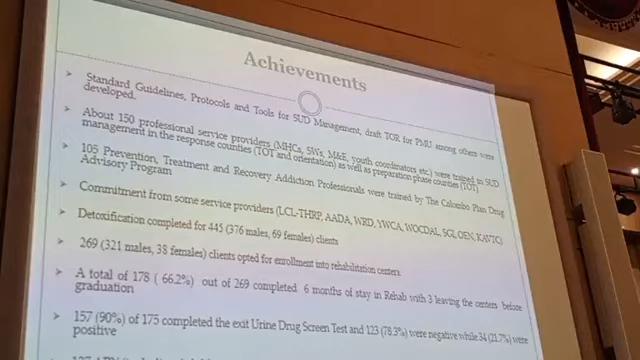 Achievements
Standard Guidelines, Protocols and Tools for SUD Management, draft TOR for PMU among others were
developed.
About 150 professional service providers (MHCs, SWs, M&E, youth coordinators etc.) were trained in SUD
management in the response counties (TOT and orientation) as well as preparation phase counties (TOT)
105 Prevention, Treatment and Recovery Addiction Professionals were trained by The Colombo Plan Drug
Advisory Program
Commitment from some service providers (LCL-THRP, AADA, WRD, YWCA, WOCDAL, SGI, OEN, KAVTC)
Detoxification completed for 445 (376 males, 69 females) clients
269 (321 males, 38 females) clients opted for enrollment into rehabilitation centers
A total of 178 ( 66.2%) out of 269 completed 6 months of stay in Rehab with 3 leaving the centers before
graduation
157 (90%) of 175 completed the exit Urine Drug Screen Test and 123 (78.3%) were negative while 34 (21.7%) were
positive